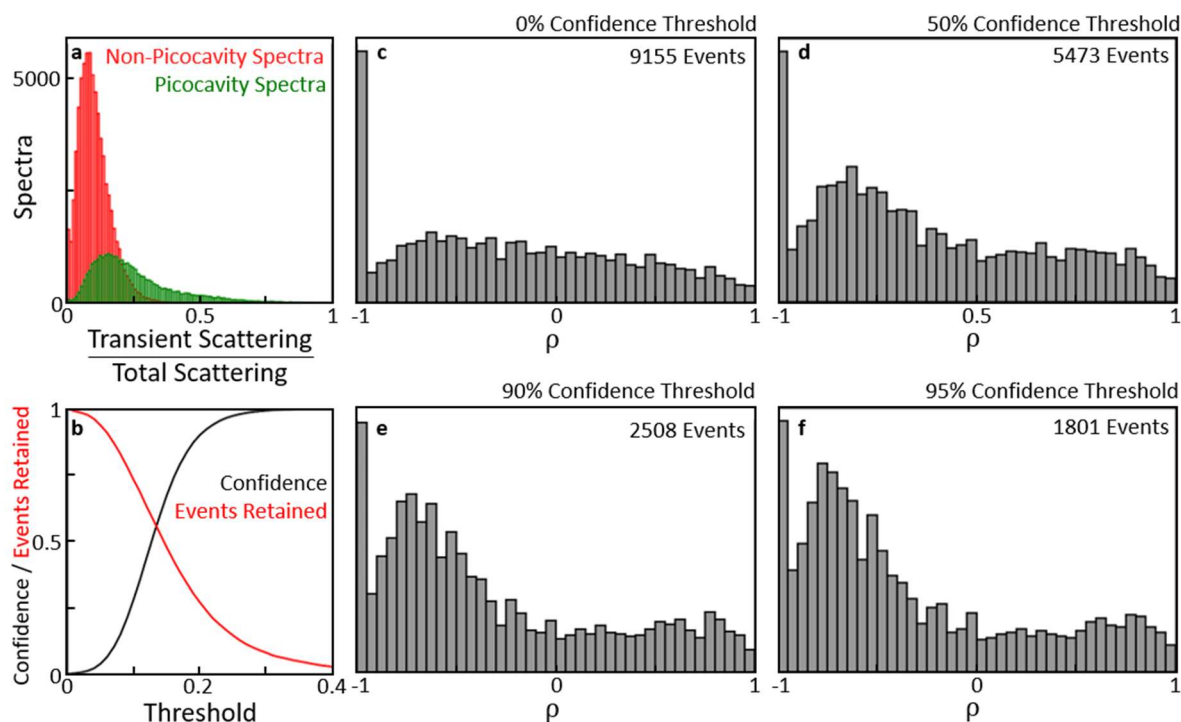 a
Non-Picocavity Spectra
Picocavity Spectra
5000
0
Spectra
0 0.5 1
Transient Scattering
Total Scattering
0% Confidence Threshold
c
9155 Events
-1 0 1
ρ
50% Confidence Threshold
d
5473 Events
-1 0.5 1
ρ
b
Confidence
Events Retained
1
0.5
0
Confidence / Events Retained
0 0.2 0.4
Threshold
90% Confidence Threshold
e
2508 Events
-1 0 1
ρ
95% Confidence Threshold
f
1801 Events
-1 0 1
ρ